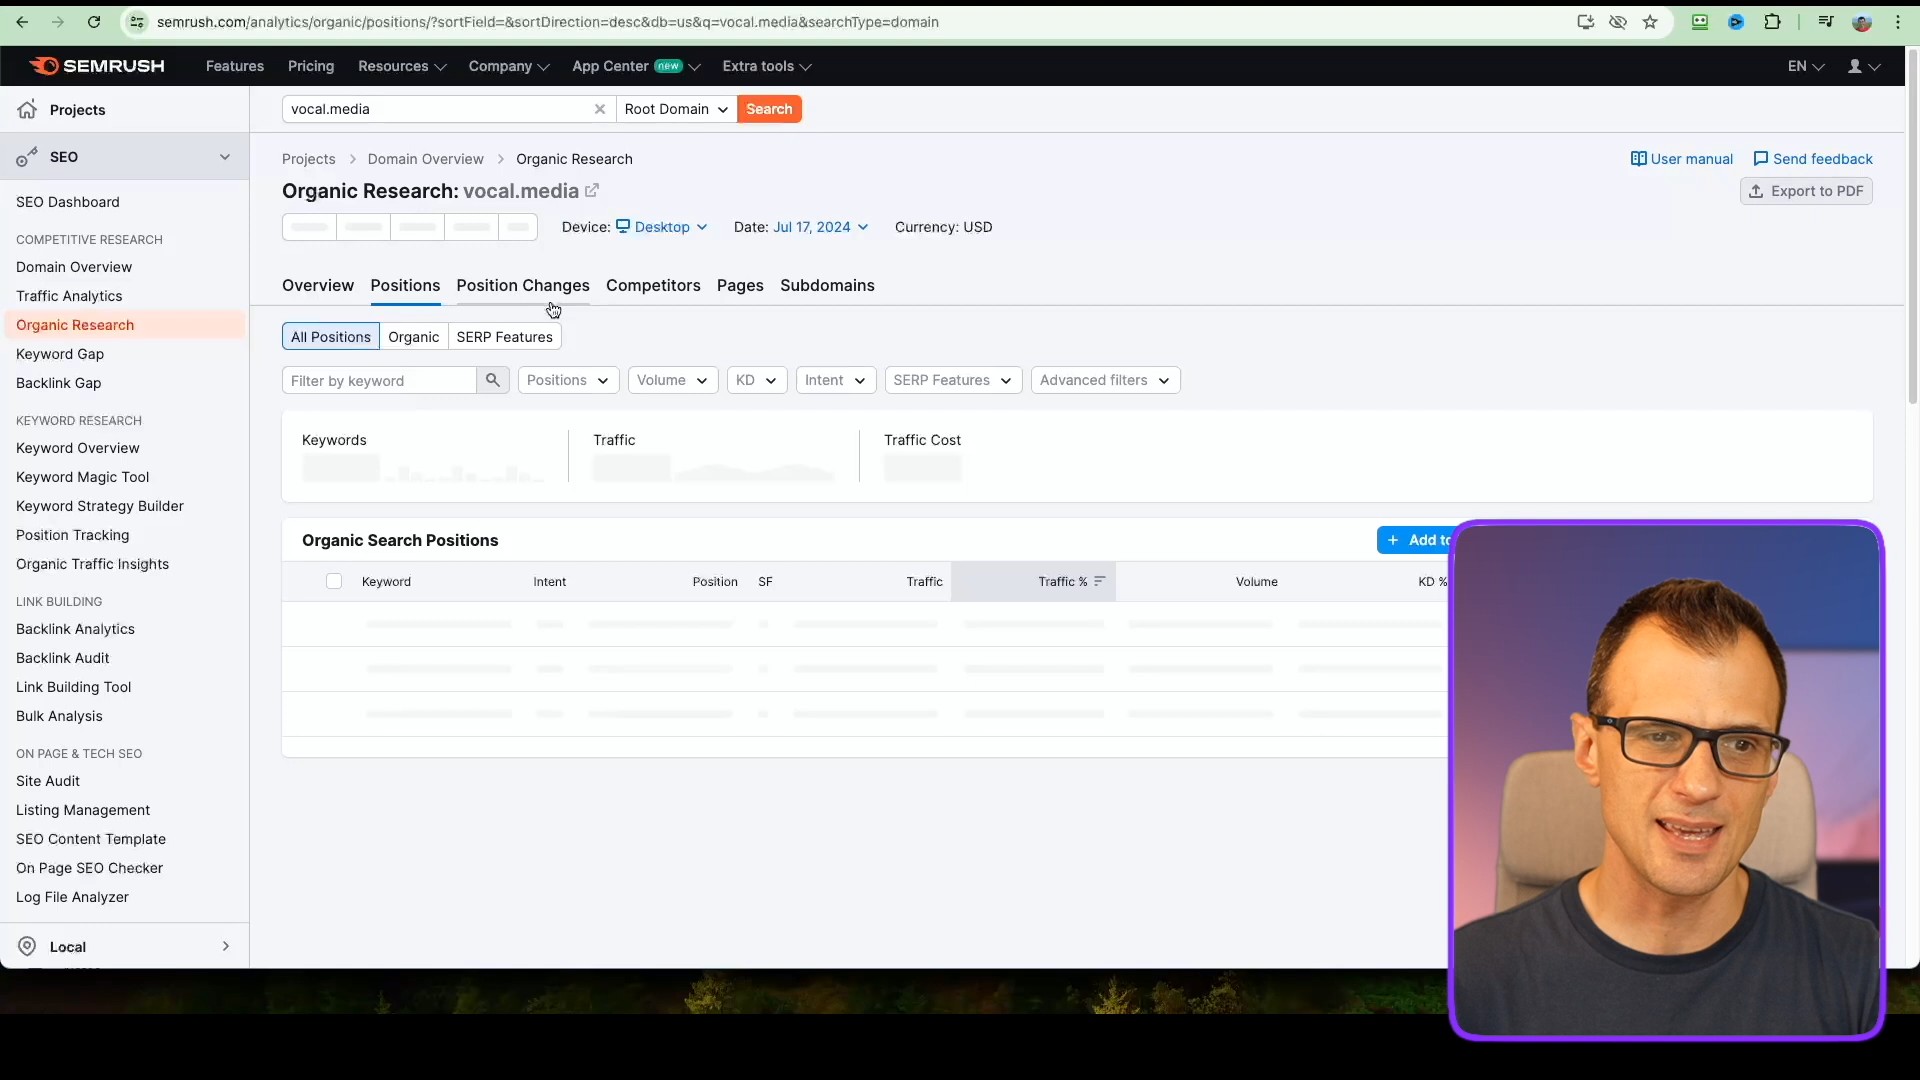 semrush.com/analytics/organic/positions/?sortField=&sortDirection=desc&db=us&q=vocal.media&searchType=domain
SEMRUSH
Features
Pricing
Resources
Company
App Center new
Extra tools
EN
Projects
vocal.media
Root Domain
Search
SEO
Projects > Domain Overview > Organic Research
User manual
Send feedback
Organic Research: vocal.media
Export to PDF
Device: Desktop
Date: Jul 17, 2024
Currency: USD
Overview
Positions
Position Changes
Competitors
Pages
Subdomains
All Positions
Organic
SERP Features
Filter by keyword
Positions
Volume
KD
Intent
SERP Features
Advanced filters
Keywords
Traffic
Traffic Cost
Organic Search Positions
+ Add to
Keyword
Intent
Position
SF
Traffic
Traffic %
Volume
KD %
SEO Dashboard
COMPETITIVE RESEARCH
Domain Overview
Traffic Analytics
Organic Research
Keyword Gap
Backlink Gap
KEYWORD RESEARCH
Keyword Overview
Keyword Magic Tool
Keyword Strategy Builder
Position Tracking
Organic Traffic Insights
LINK BUILDING
Backlink Analytics
Backlink Audit
Link Building Tool
Bulk Analysis
ON PAGE & TECH SEO
Site Audit
Listing Management
SEO Content Template
On Page SEO Checker
Log File Analyzer
Local